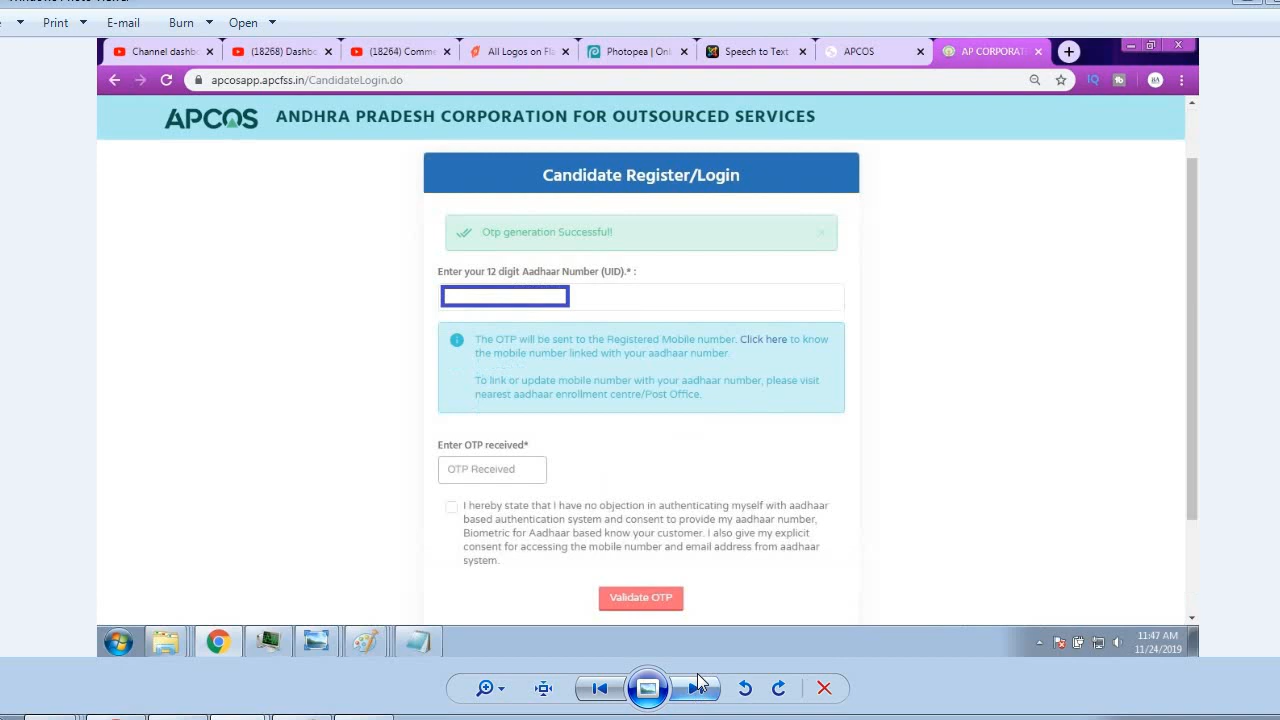 Print
E-mail
Burn
Open
Channel dashb
(18268) Dashbc
(18264) Comme
All Logos on Fla
Photopea | Onl
Speech to Text
APCOS
AP CORPORAT
apcosapp.apcfss.in/CandidateLogin.do
APCOS
ANDHRA PRADESH CORPORATION FOR OUTSOURCED SERVICES
Candidate Register/Login
Otp generation Successful!
Enter your 12 digit Aadhaar Number (UID).* :
The OTP will be sent to the Registered Mobile number. Click here to know
the mobile number linked with your aadhaar number.
To link or update mobile number with your aadhaar number, please visit
nearest aadhaar enrollment centre/Post Office.
Enter OTP received*
OTP Received
I hereby state that I have no objection in authenticating myself with aadhaar
based authentication system and consent to provide my aadhaar number,
Biometric for Aadhaar based know your customer. I also give my explicit
consent for accessing the mobile number and email address from aadhaar
system.
Validate OTP
11:47 AM
11/24/2019